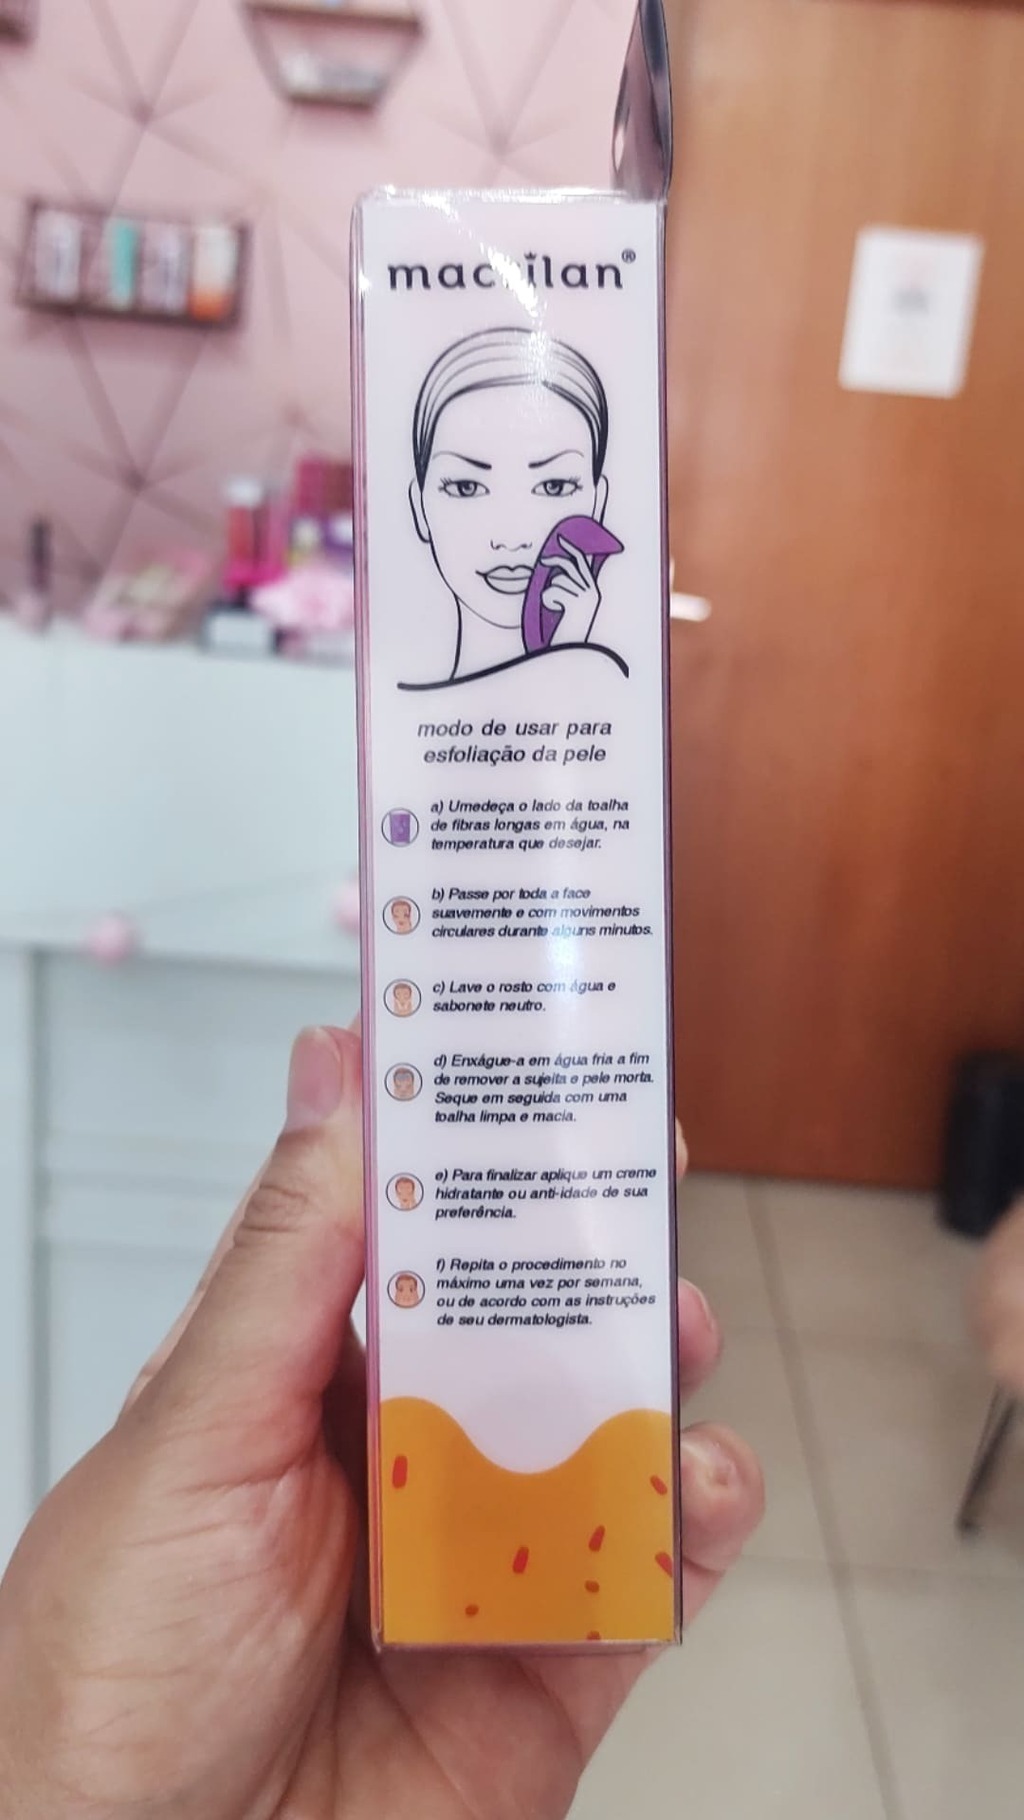 modo de usar para
esfoliação da pele
a) Umedeça o lado da toalha
de fibras longas em água, na
temperatura que desejar.
b) Passe por toda a face
suavemente e com movimentos
circulares durante alguns minutos.
c) Lave o rosto com água e
sabonete neutro.
d) Enxágue-a em água fria a fim
de remover a sujeita e pele morta.
Seque em seguida com uma
toalha limpa e macia.
e) Para finalizar aplique um creme
hidratante ou anti-idade de sua
preferência.
f) Repita o procedimento no
máximo uma vez por semana,
ou de acordo com as instruções
de seu dermatologista.